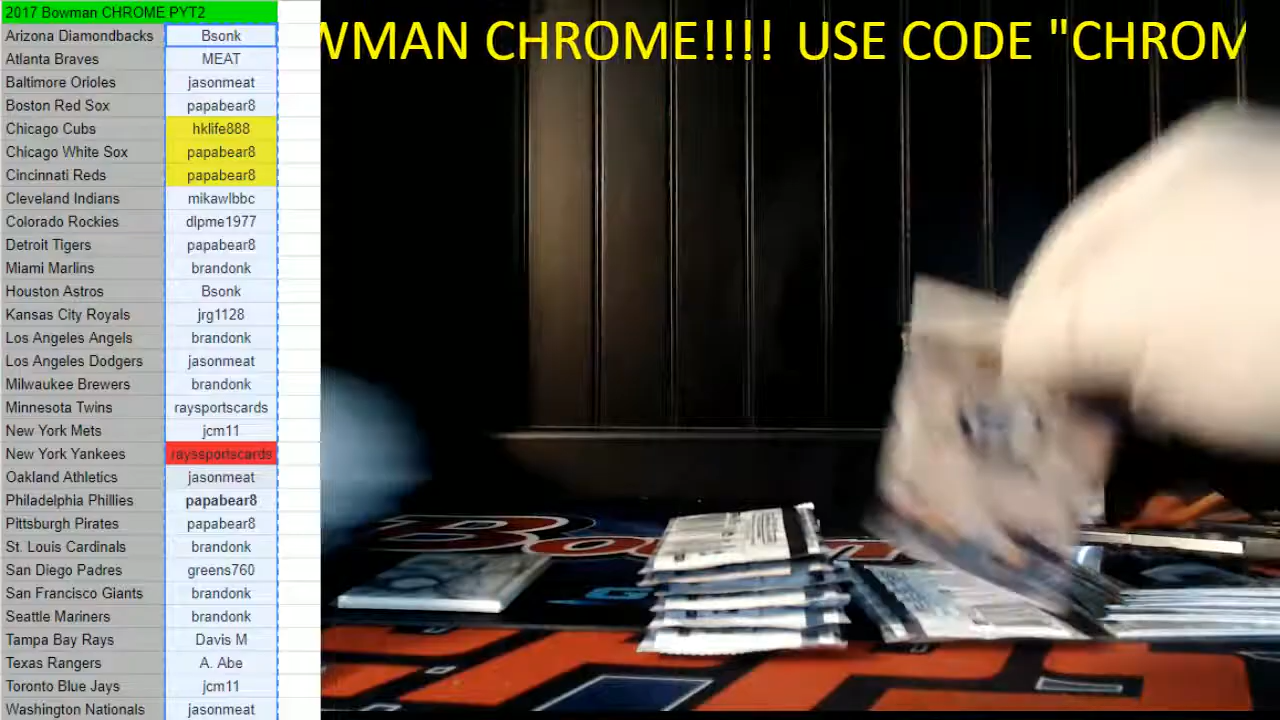 2017 Bowman CHROME PYT2
Arizona Diamondbacks Bsonk
Atlanta Braves MEAT
Baltimore Orioles jasonmeat
Boston Red Sox papabear8
Chicago Cubs hklife888
Chicago White Sox papabear8
Cincinnati Reds papabear8
Cleveland Indians mikawlbbc
Colorado Rockies dlpme1977
Detroit Tigers papabear8
Miami Marlins brandonk
Houston Astros Bsonk
Kansas City Royals jrg1128
Los Angeles Angels brandonk
Los Angeles Dodgers jasonmeat
Milwaukee Brewers brandonk
Minnesota Twins raysportscards
New York Mets jcm11
New York Yankees rayssportscards
Oakland Athletics jasonmeat
Philadelphia Phillies papabear8
Pittsburgh Pirates papabear8
St. Louis Cardinals brandonk
San Diego Padres greens760
San Francisco Giants brandonk
Seattle Mariners brandonk
Tampa Bay Rays Davis M
Texas Rangers A. Abe
Toronto Blue Jays jcm11
Washington Nationals jasonmeat
WMAN CHROME!!!! USE CODE "CHROM